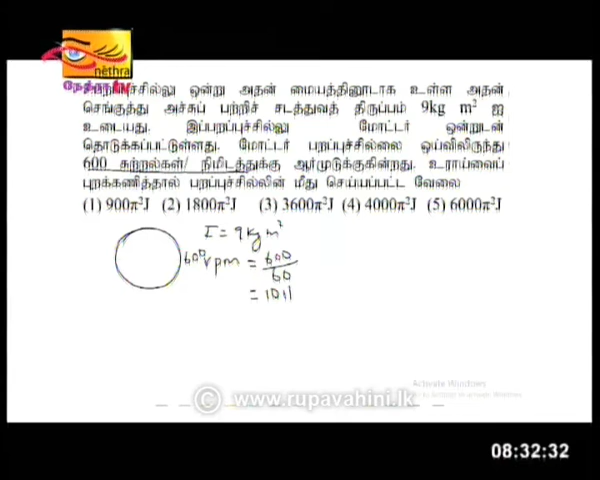 nethra
நேத்ரா tv
ஒன்று அதன் மையத்தினூடாக உள்ள அதன்
செங்குத்து அச்சுப் பற்றிச் சடத்துவத் திருப்பம் 9kg m² ஐ
உடையது. இப்பறப்புச்சில்லு மோட்டர் ஒன்றுடன்
தொடுக்கப்பட்டுள்ளது. மோட்டர் பறப்புச்சில்லை ஓய்விலிருந்து
600 சுற்றல்கள்/ நிமிடத்துக்கு ஆர்முடுக்குகின்றது. உராய்வைப்
புறக்கணித்தால் பறப்புச்சில்லின் மீது செய்யப்பட்ட வேலை
(1) 900π²J (2) 1800π²J (3) 3600π²J (4) 4000π²J (5) 6000π²J
I = 9kg m²
600 rpm = 600
60
= 10
Activate Windows
© www.rupavahini.lk
08:32:32